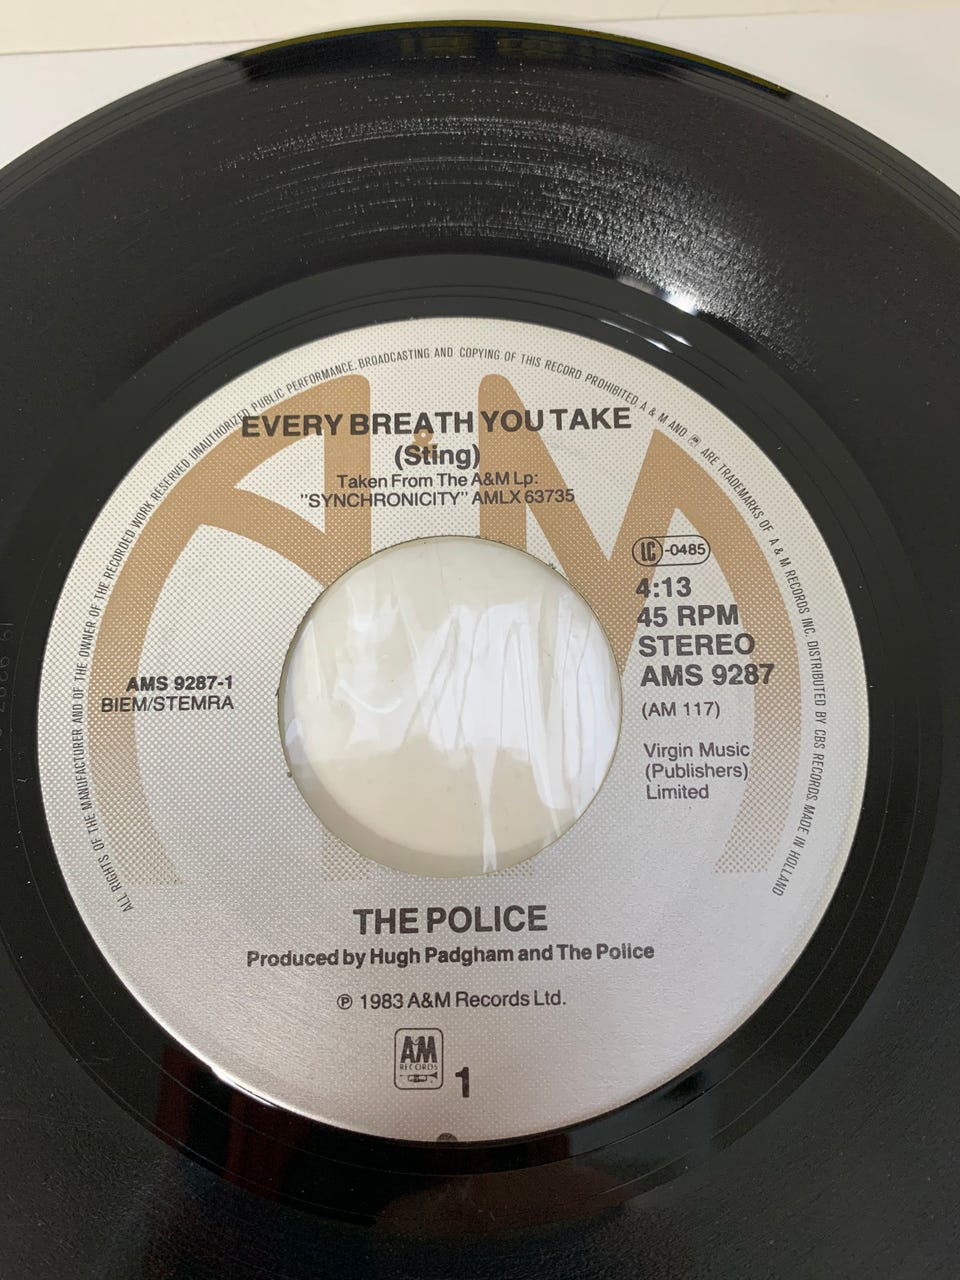 ALL RIGHTS OF THE MANUFACTURER AND OF THE OWNER OF THE RECORDED WORK RESERVED UNAUTHORIZED PUBLIC PERFORMANCE, BROADCASTING AND COPYING OF THIS RECORD PROHIBITED A & M AND ARE TRADEMARKS OF A & M RECORDS INC. DISTRIBUTED BY CBS RECORDS. MADE IN HOLLAND
EVERY BREATH YOU TAKE
(Sting)
Taken From The A&M Lp:
"SYNCHRONICITY" AMLX 63735
LC-0485
4:13
45 RPM
STEREO
AMS 9287
(AM 117)
AMS 9287-1
BIEM/STEMRA
Virgin Music
(Publishers)
Limited
THE POLICE
Produced by Hugh Padgham and The Police
℗ 1983 A&M Records Ltd.
AM
RECORDS
1